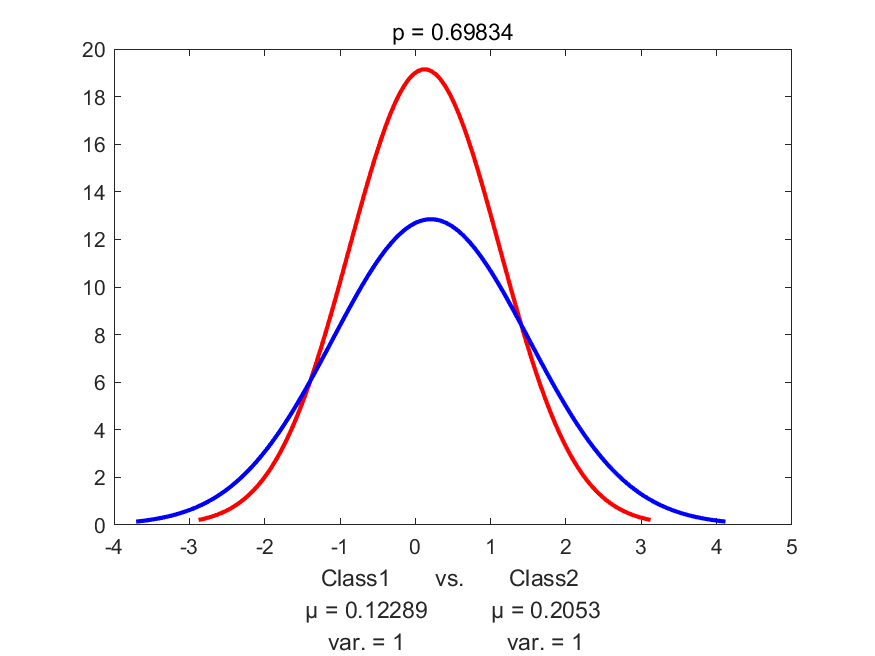 p = 0.69834
20
18
16
14
12
10
8
6
4
2
0
-4 -3 -2 -1 0 1 2 3 4 5
Class1 vs. Class2
μ = 0.12289 μ = 0.2053
var. = 1 var. = 1